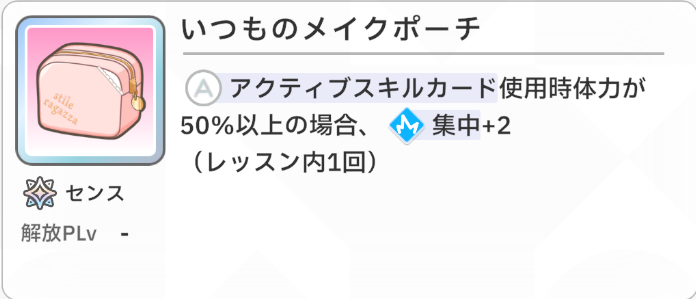 いつものメイクポーチ
stile
ragazza
A アクティブスキルカード使用時体力が
50%以上の場合、集中+2
（レッスン内1回）
センス
解放PLv -